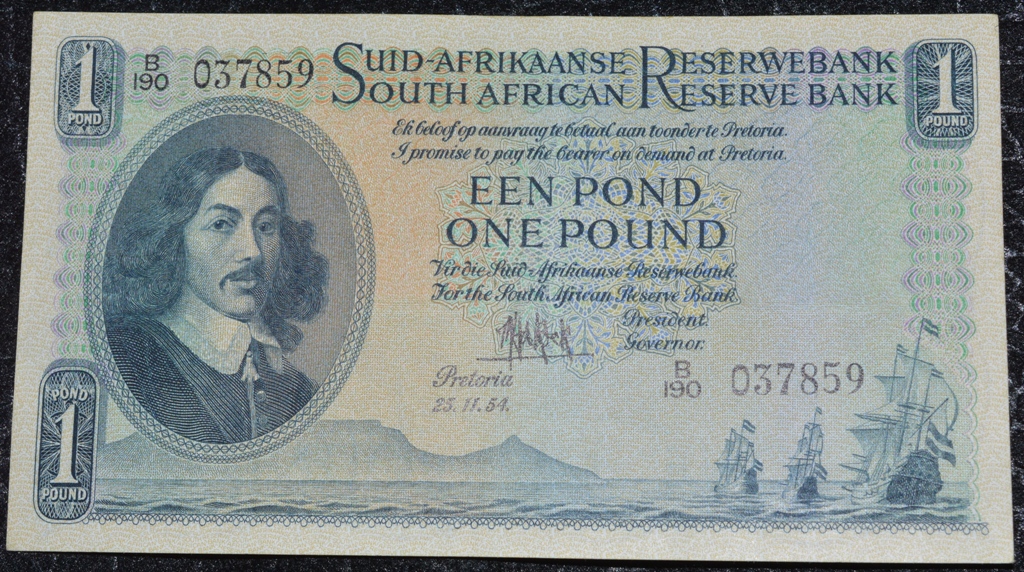 1
POND
B
190 037859
SUID-AFRIKAANSE RESERWEBANK
SOUTH AFRICAN RESERVE BANK
1
POUND
Ek beloof op aanvraag te betaal aan toonder te Pretoria.
I promise to pay the bearer on demand at Pretoria.
EEN POND
ONE POUND
Vir die Suid-Afrikaanse Reserwebank
For the South African Reserve Bank
President.
Governor.
Pretoria
25.11.54.
B
190 037859
POND
1
POUND